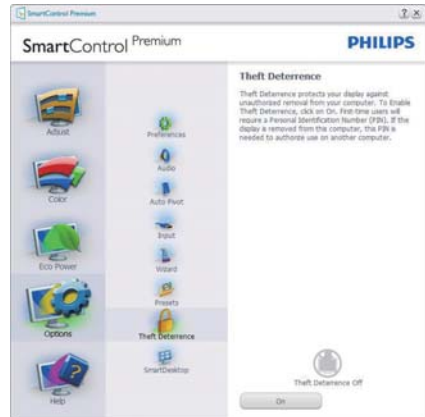 SmartControl Premium
SmartControl Premium
PHILIPS
Adjust
Color
Eco Power
Options
Help
Preferences
Audio
Auto Pivot
Input
Wizard
Presets
Theft Deterrence
SmartDesktop
Theft Deterrence
Theft Deterrence protects your display against
unauthorized removal from your computer. To Enable
Theft Deterrence, click on On. First-time users will
require a Personal Identification Number (PIN). If the
display is removed from this computer, this PIN is
needed to authorize use on another computer.
Theft Deterrence Off
On